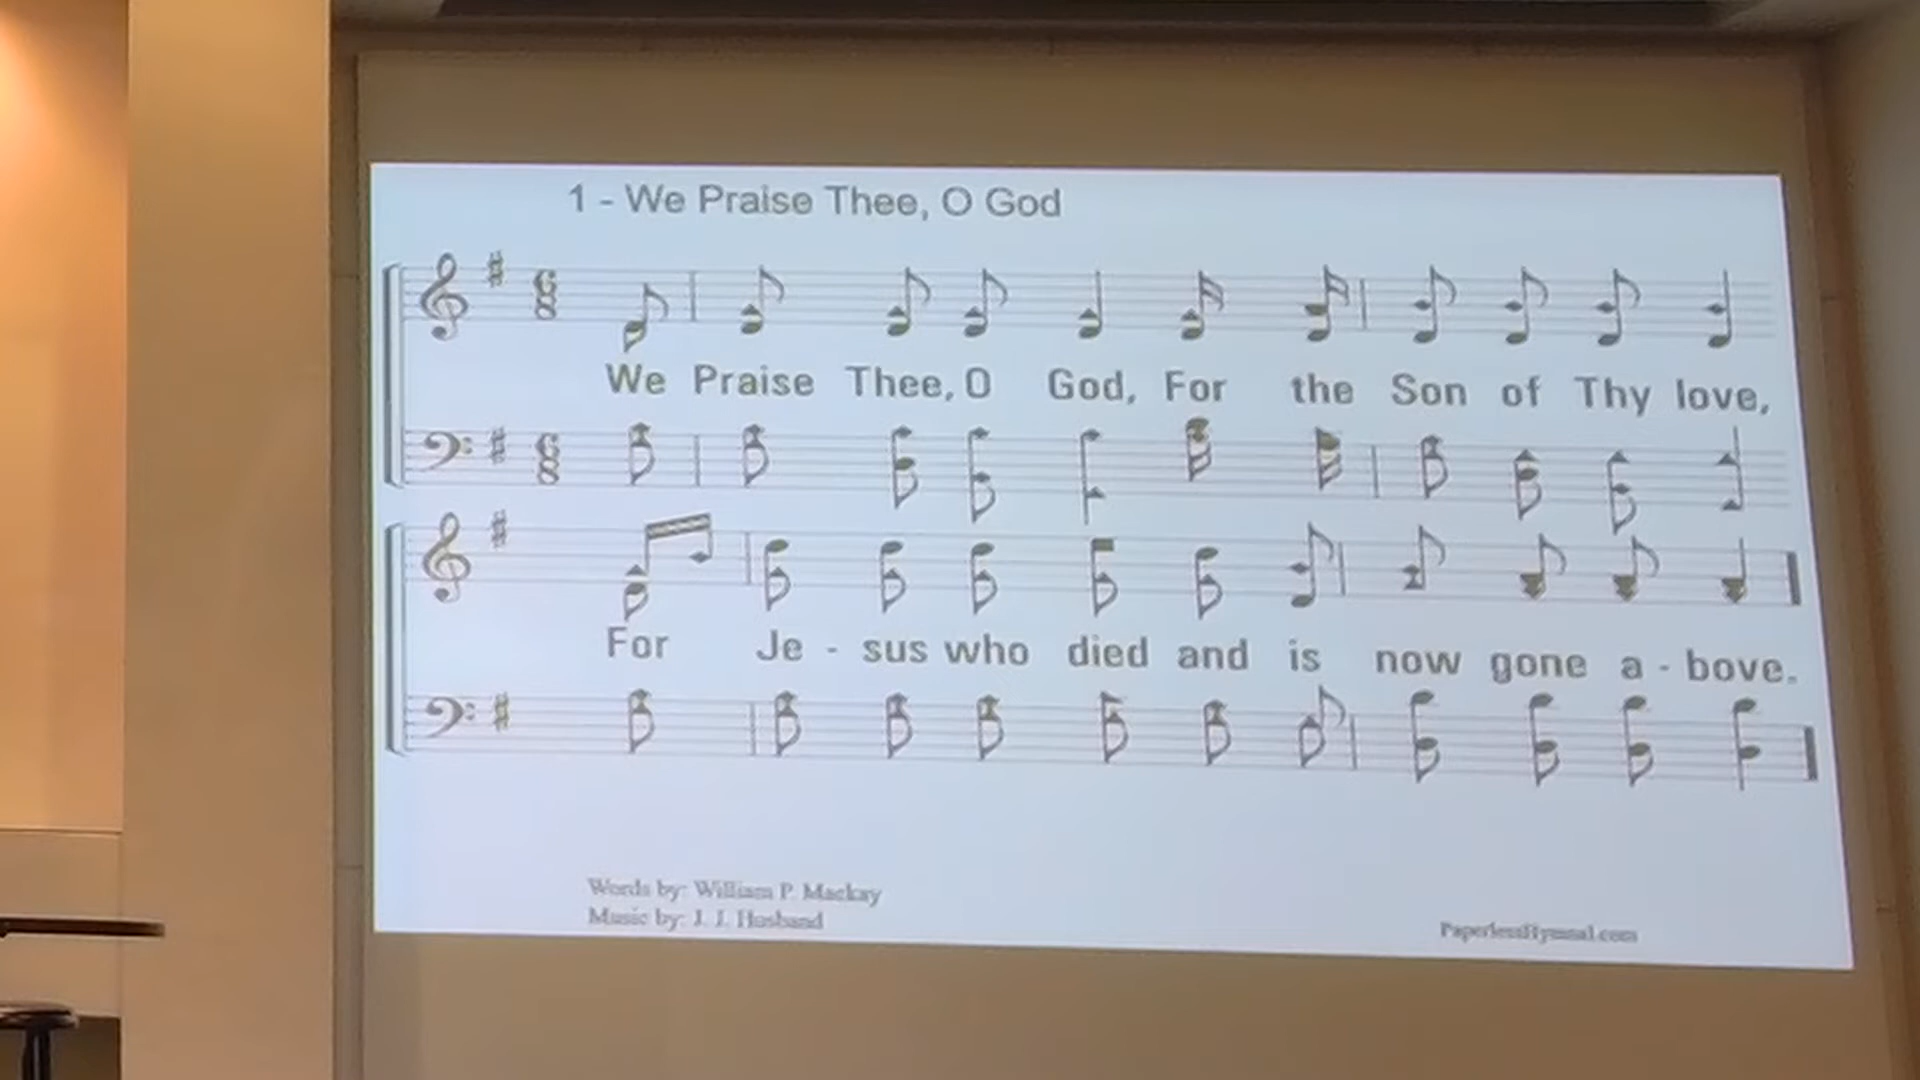 1 - We Praise Thee, O God
We Praise Thee, O God, For the Son of Thy love,
For Je - sus who died and is now gone a - bove.
Words by: William P. Mackay
Music by: J. J. Husband
PaperlessHymnal.com